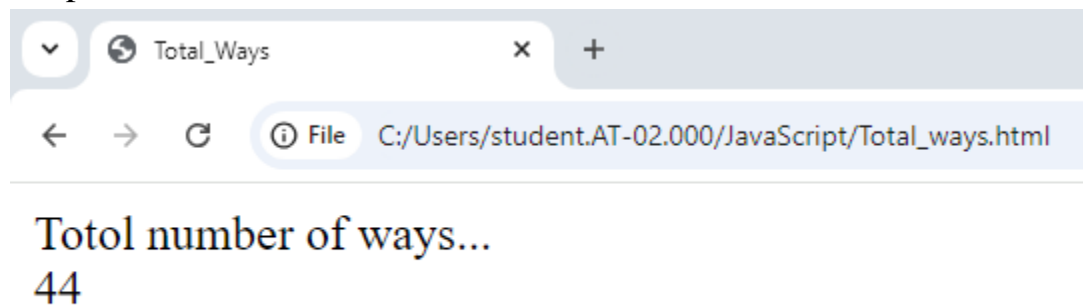 Total_Ways
File C:/Users/student.AT-02.000/JavaScript/Total_ways.html
Totol number of ways...
44